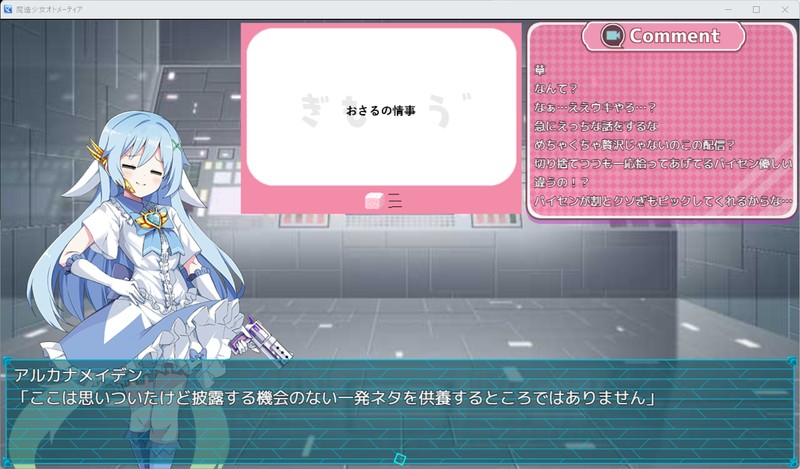 魔造少女オトメーティア
おさるの情事
Comment
草
なんて?
なぁ…ええウキやろ…?
急にえっちな話をするな
めちゃくちゃ贅沢じゃないのこの配信?
切り捨てつつも一応拾ってあげてるパイセン優しい
違うの!?
パイセンが割とクソぎもピックしてくれるからな…
アルカナメイデン
「ここは思いついたけど披露する機会のない一発ネタを供養するところではありません」